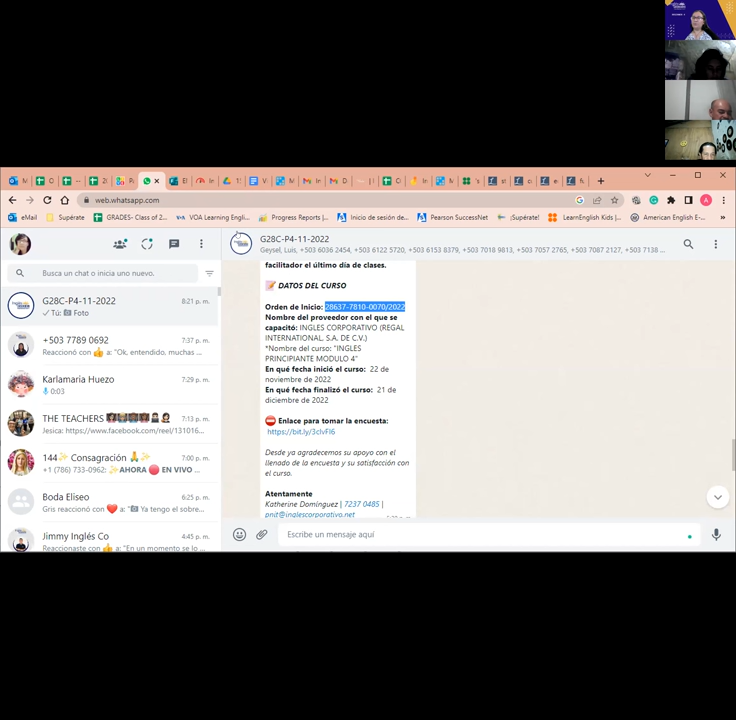 web.whatsapp.com
eMail
Supérate
GRADES- Class of 2...
VOA Learning Engli...
Progress Reports |...
Inicio de sesión de...
Pearson SuccessNet
¡Supérate!
LearnEnglish Kids |...
American English E-...
G28C-P4-11-2022
Geysel, Luis, +503 6036 2454, +503 6122 5720, +503 6153 8379, +503 7018 9813, +503 7057 2765, +503 7087 2127, +503 7138 ...
Busca un chat o inicia uno nuevo.
G28C-P4-11-2022
8:21 p. m.
Tú: Foto
+503 7789 0692
7:37 p. m.
Reaccionó con 👍 a: "Ok, entendido, muchas ...
Karlamaria Huezo
7:29 p. m.
0:03
THE TEACHERS
7:13 p. m.
Jesica: https://www.facebook.com/reel/131016...
144✨ Consagración 🙏✨
7:00 p. m.
+1 (786) 733-0962: ✨AHORA 🔴 EN VIVO ...
Boda Eliseo
6:25 p. m.
Gris reaccionó con ❤️ a: "Ya tengo el sobre...
Jimmy Inglés Co
4:45 p. m.
Reaccionaste con 👍 a: "En un momento se lo ...
facilitador el último día de clases.
📝 DATOS DEL CURSO
Orden de Inicio: 28637-7810-0070/2022
Nombre del proveedor con el que se
capacitó: INGLES CORPORATIVO (REGAL
INTERNATIONAL, S.A. DE C.V.)
*Nombre del curso: "INGLES
PRINCIPIANTE MODULO 4"
En qué fecha inició el curso: 22 de
noviembre de 2022
En qué fecha finalizó el curso: 21 de
diciembre de 2022
⛔ Enlace para tomar la encuesta:
https://bit.ly/3clvFI6
Desde ya agradecemos su apoyo con el
llenado de la encuesta y su satisfacción con
el curso.
Atentamente
Katherine Dominguez | 7237 0485 |
pnit@inglescorporativo.net
Escribe un mensaje aquí